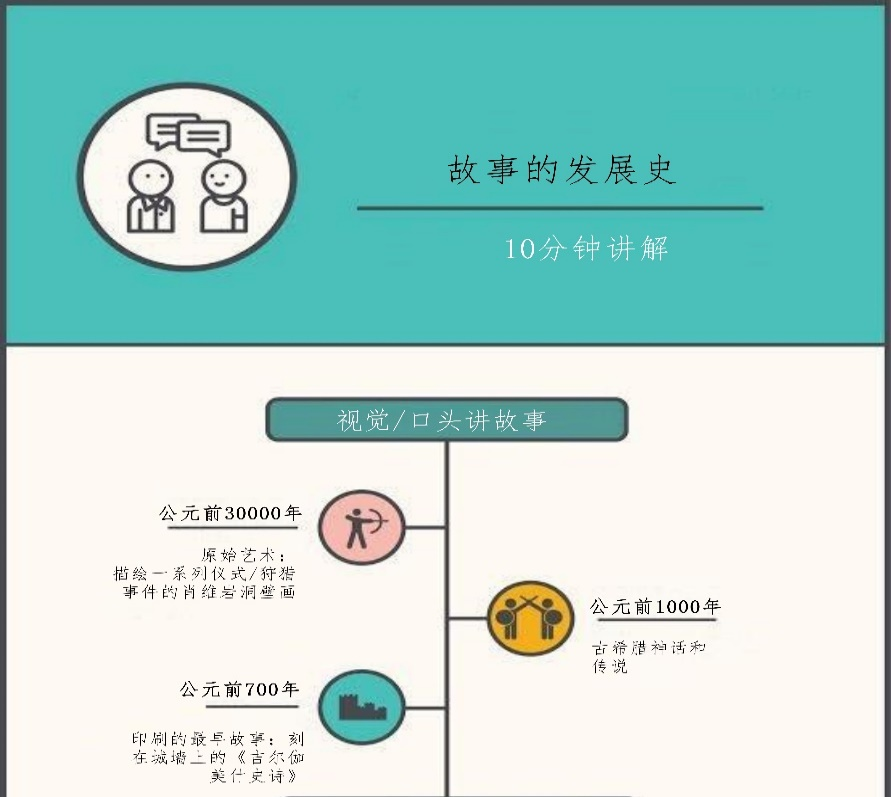 故事的发展史
10分钟讲解
视觉/口头讲故事
公元前30000年
原始艺术：
描绘一系列仪式/狩猎
事件的肖维岩洞壁画
公元前1000年
古希腊神话和
传说
公元前700年
印刷的最早故事：刻
在城墙上的《吉尔伽
美什史诗》